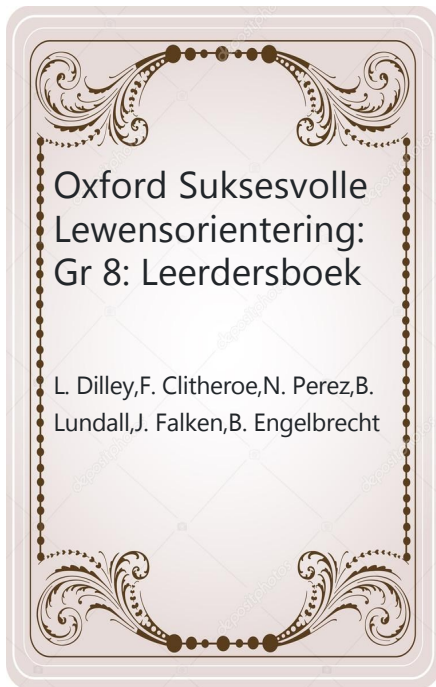 Oxford Suksesvolle
Lewensorientering:
Gr 8: Leerdersboek
L. Dilley,F. Clitheroe,N. Perez,B.
Lundall,J. Falken,B. Engelbrecht